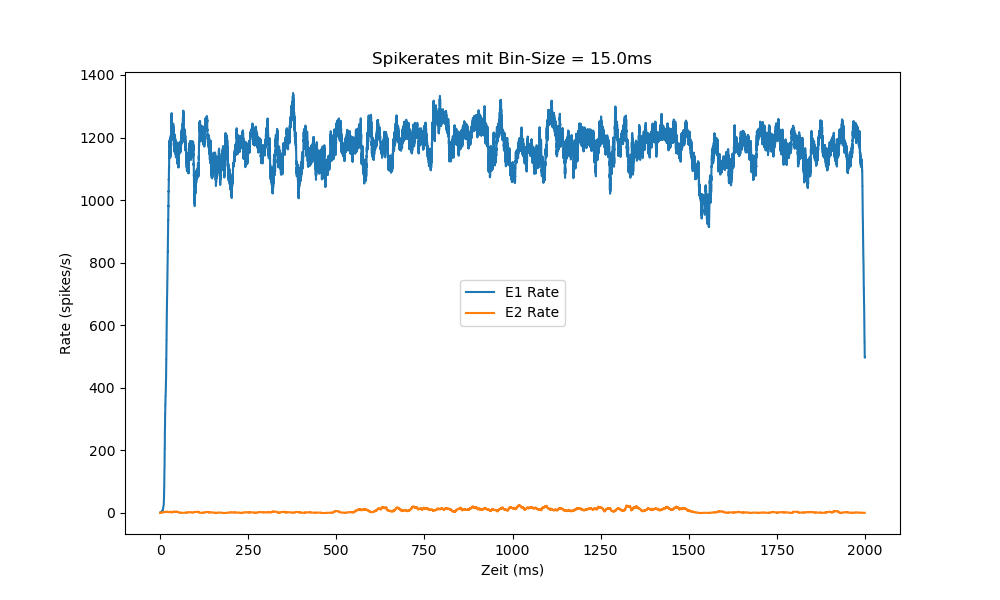 Spikerates mit Bin-Size = 15.0ms
1400
1200
1000
800
600
400
200
0
Rate (spikes/s)
E1 Rate
E2 Rate
0 250 500 750 1000 1250 1500 1750 2000
Zeit (ms)